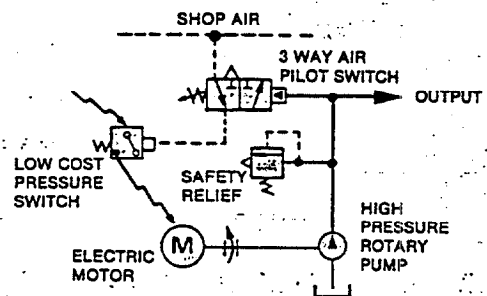 SHOP AIR
3 WAY AIR
PILOT SWITCH
OUTPUT
LOW COST
PRESSURE
SWITCH
SAFETY
RELIEF
HIGH
PRESSURE
ROTARY
PUMP
ELECTRIC
MOTOR
M